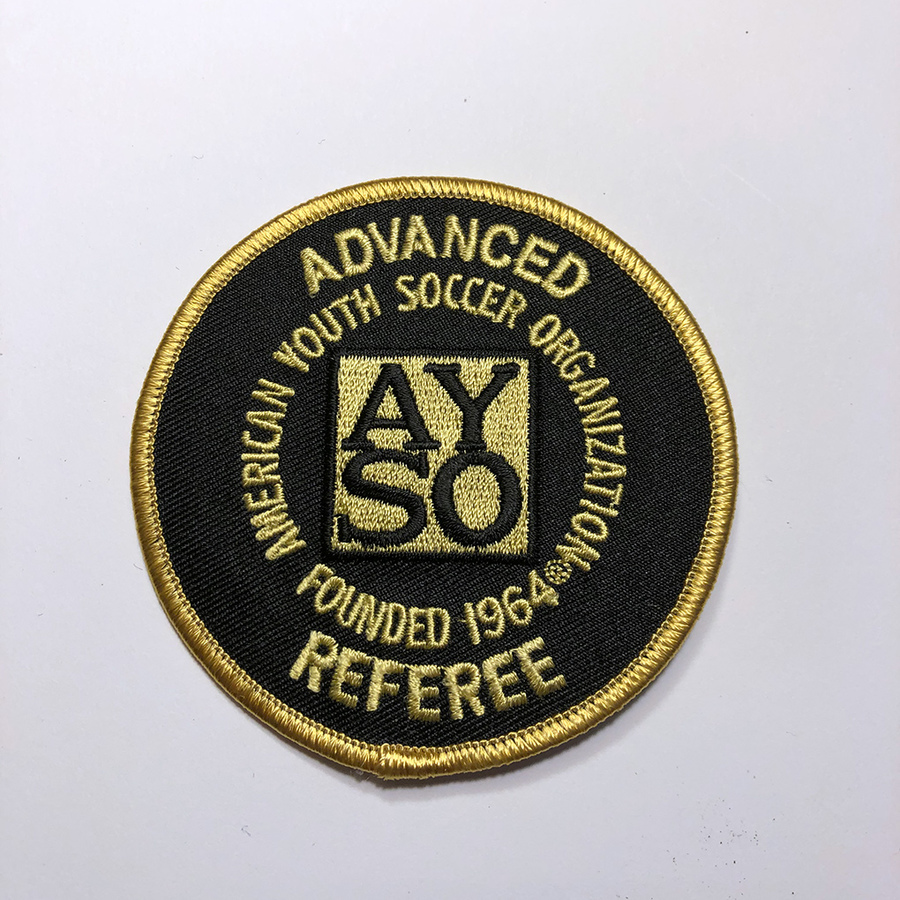 ADVANCED
AMERICAN YOUTH SOCCER ORGANIZATION®
AY
SO
FOUNDED 1964
REFEREE